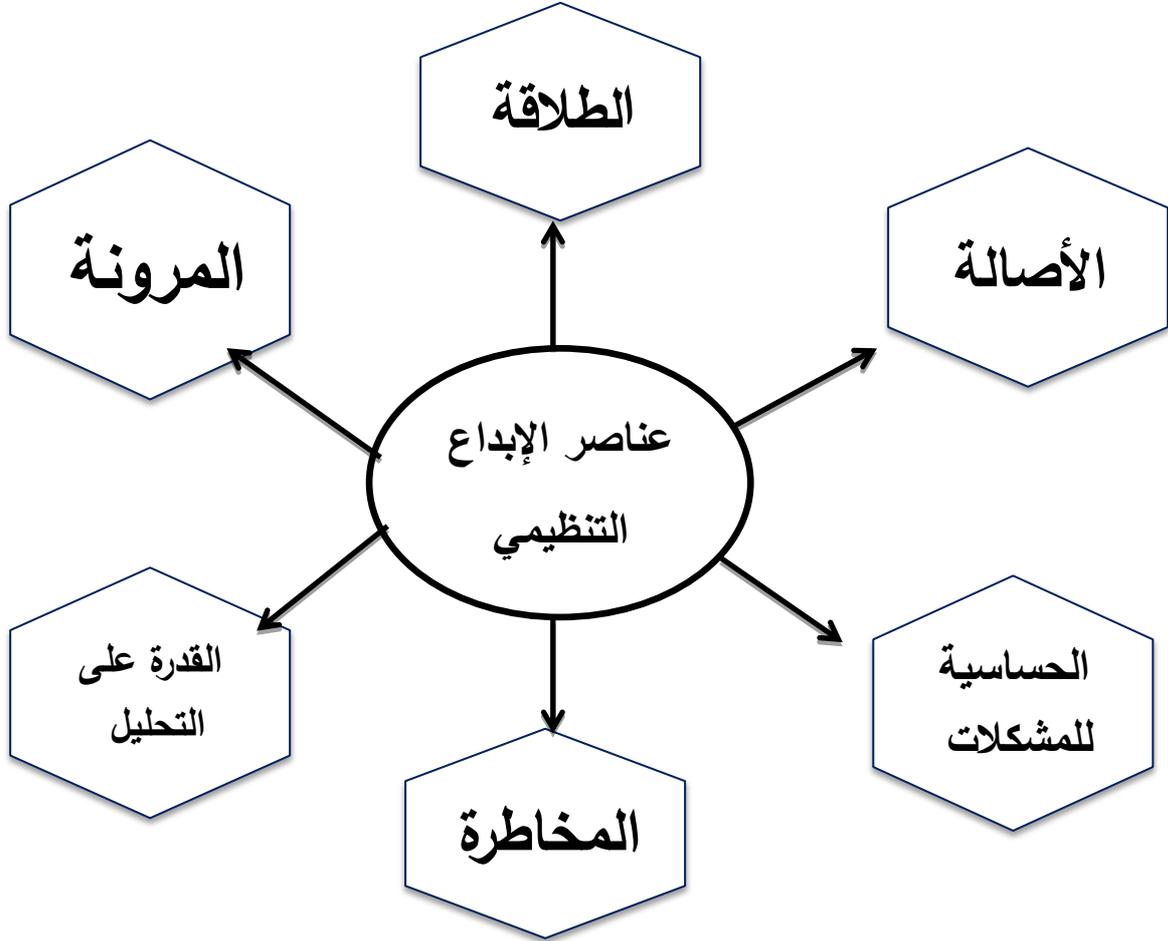 الطلاقة
الأصالة
المرونة
عناصر الإبداع
التنظيمي
الحساسية
للمشكلات
القدرة على
التحليل
المخاطرة